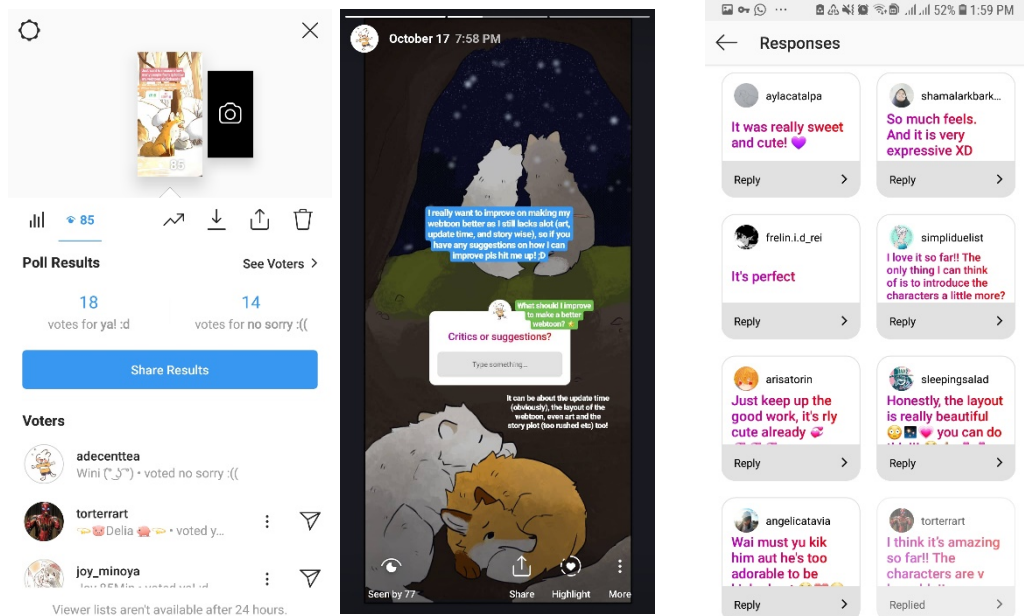 85
Poll Results
See Voters
18
votes for ya! :d
14
votes for no sorry :((
Share Results
Voters
adecenttea
voted no sorry :((
torterrart
Delia
• voted y...
joy_minoya
Viewer lists aren't available after 24 hours.
October 17 7:58 PM
I really want to improve on making my
webtoon better as I still lacks alot (art,
update time, and story wise), so if you
have any suggestions on how I can
improve pls hit me up! ;D
What should I improve
to make a better
webtoon?
Critics or suggestions?
Type something...
It can be about the update time
(obviously), the layout of the
webtoon, even art and the
story plot (too rushed etc) too!
Seen by 77
Share
Highlight
More
52% 1:59 PM
Responses
aylacatalpa
It was really sweet
and cute! 💜
Reply
shamalarkbark...
So much feels.
And it is very
expressive XD
Reply
frelin.i.d_rei
It's perfect
Reply
simpliduelist
I love it so far!! The
only thing I can think
of is to introduce the
characters a little more?
Reply
arisatorin
Just keep up the
good work, it's rly
cute already 💞
Reply
sleepingsalad
Honestly, the layout
is really beautiful
you can do
Reply
angelicatavia
Wai must yu kik
him aut he's too
adorable to be
Reply
torterrart
I think it's amazing
so far!! The
characters are v
Replied